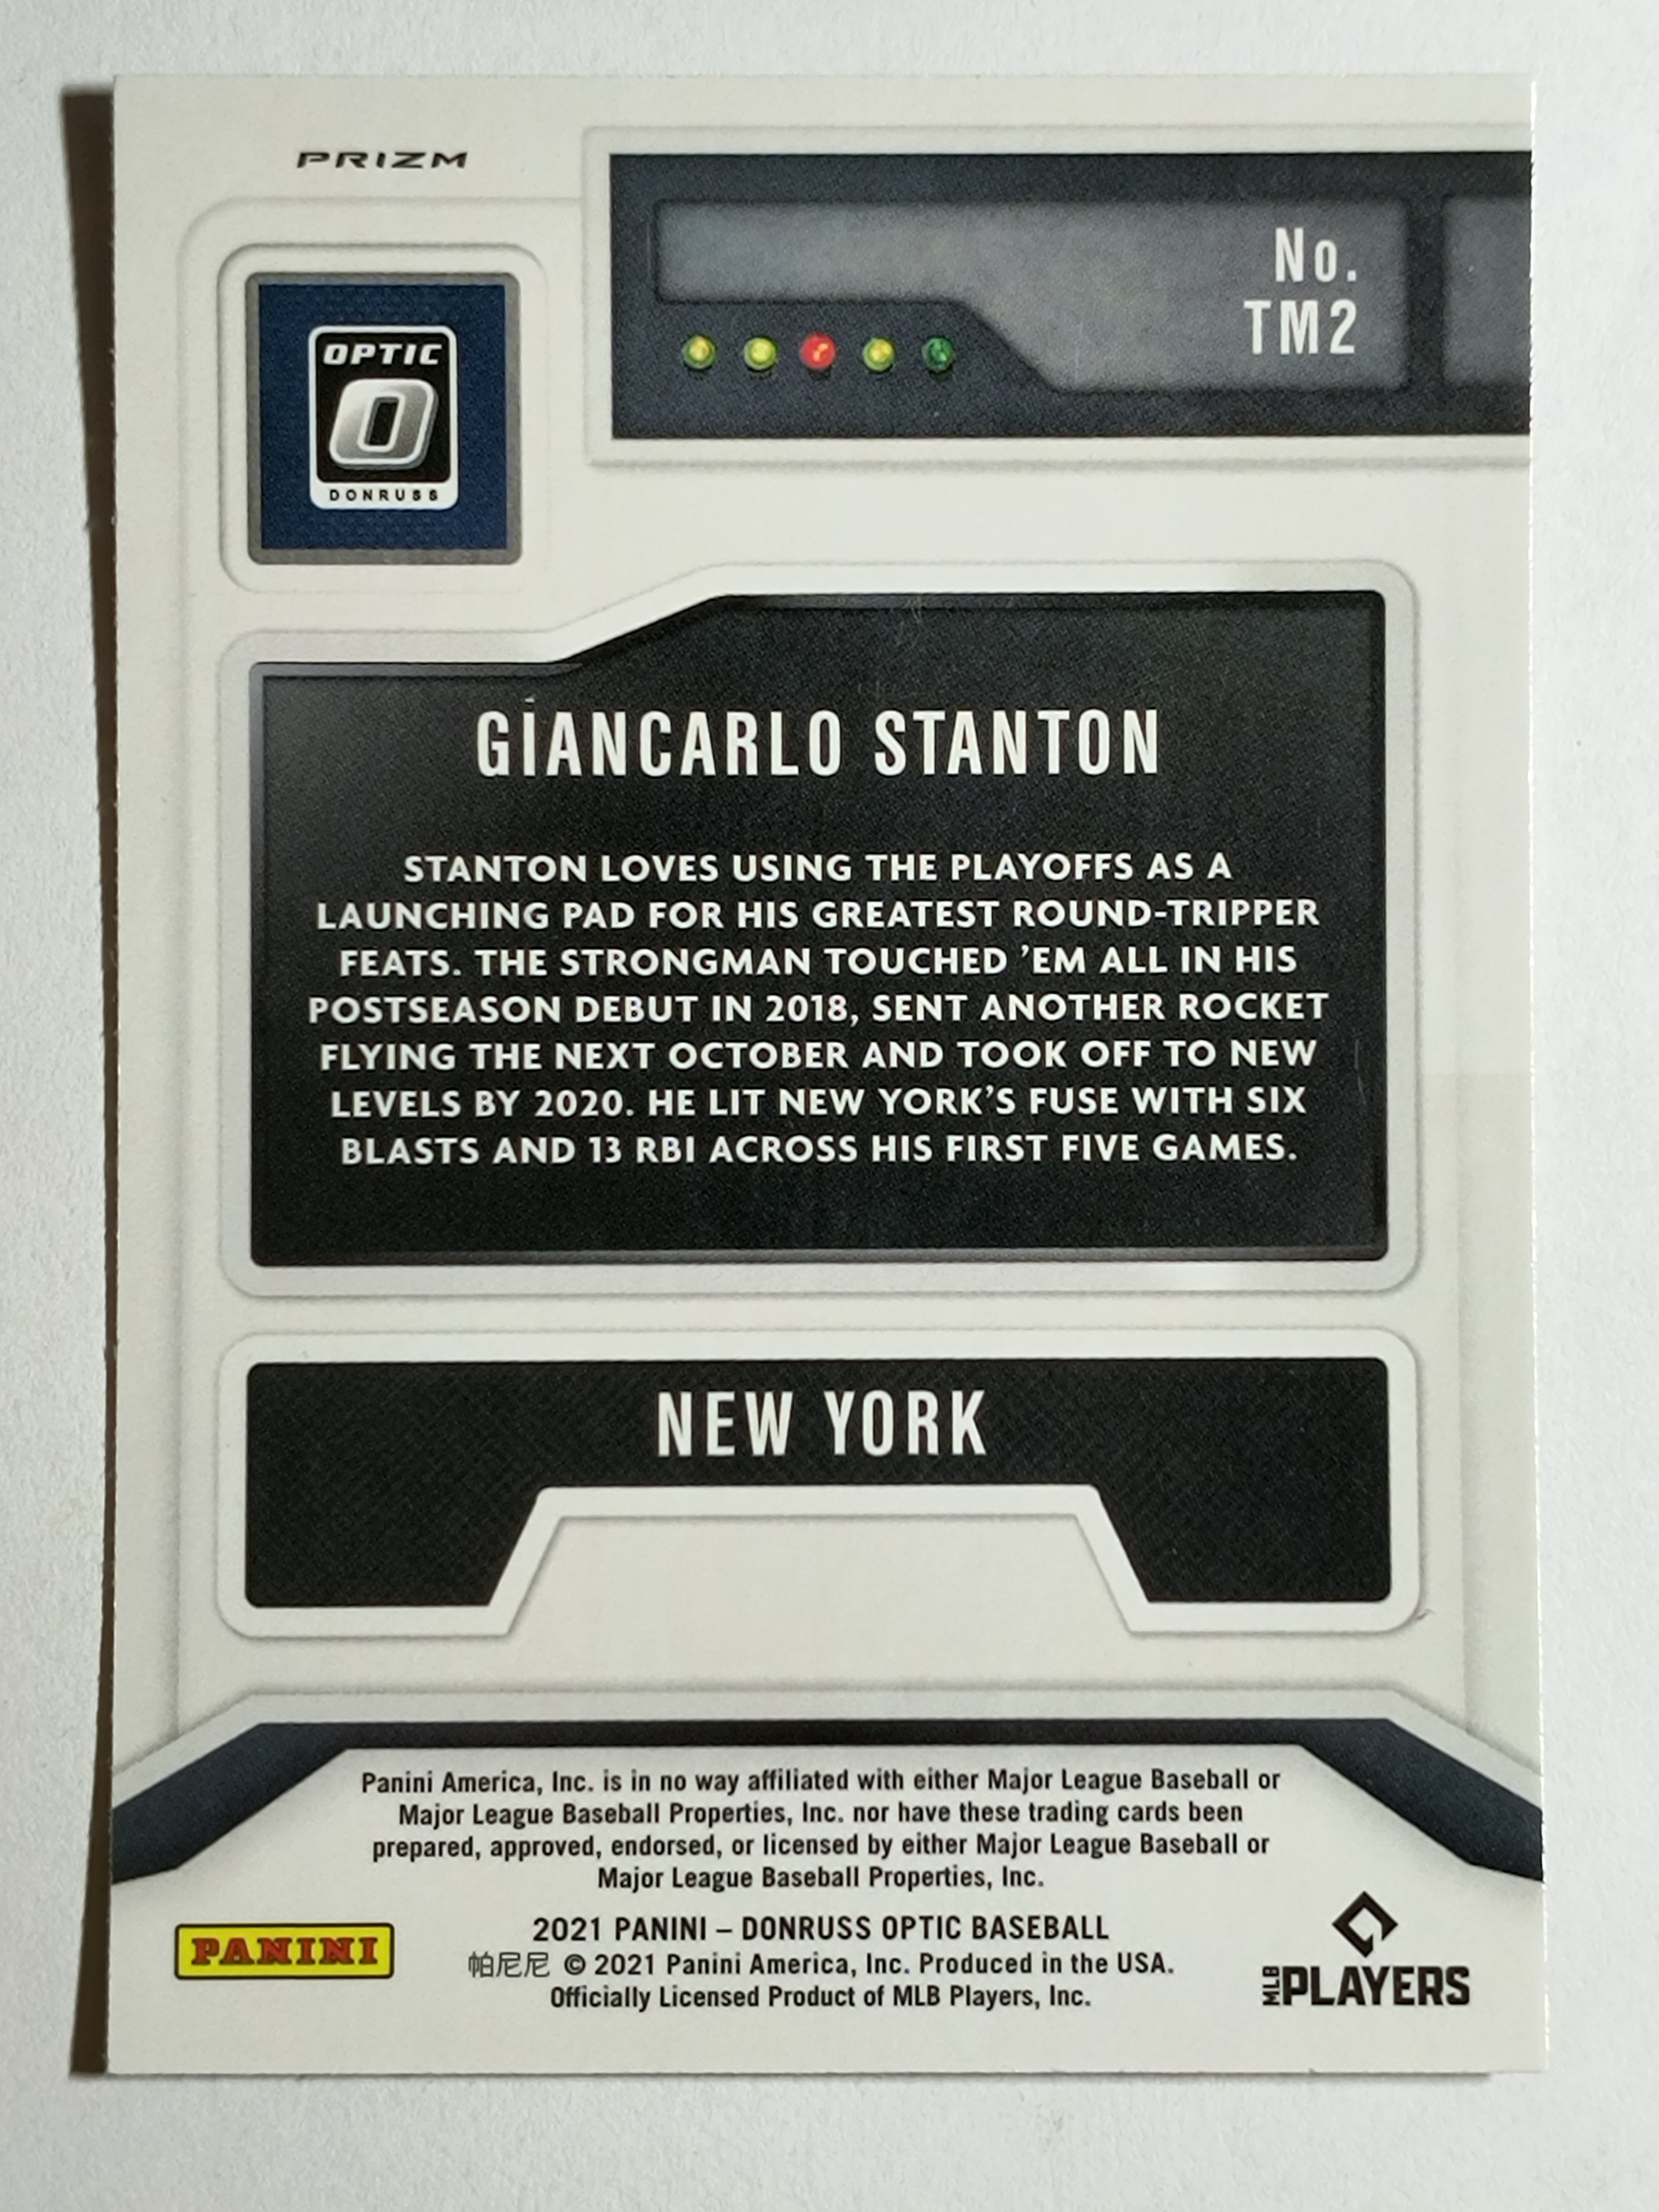 PRIZM
No.
TM2
OPTIC
O
DONRUSS
GIANCARLO STANTON
STANTON LOVES USING THE PLAYOFFS AS A
LAUNCHING PAD FOR HIS GREATEST ROUND-TRIPPER
FEATS. THE STRONGMAN TOUCHED ’EM ALL IN HIS
POSTSEASON DEBUT IN 2018, SENT ANOTHER ROCKET
FLYING THE NEXT OCTOBER AND TOOK OFF TO NEW
LEVELS BY 2020. HE LIT NEW YORK’S FUSE WITH SIX
BLASTS AND 13 RBI ACROSS HIS FIRST FIVE GAMES.
NEW YORK
Panini America, Inc. is in no way affiliated with either Major League Baseball or
Major League Baseball Properties, Inc. nor have these trading cards been
prepared, approved, endorsed, or licensed by either Major League Baseball or
Major League Baseball Properties, Inc.
PANINI
2021 PANINI – DONRUSS OPTIC BASEBALL
帕尼尼 © 2021 Panini America, Inc. Produced in the USA.
Officially Licensed Product of MLB Players, Inc.
MLB PLAYERS